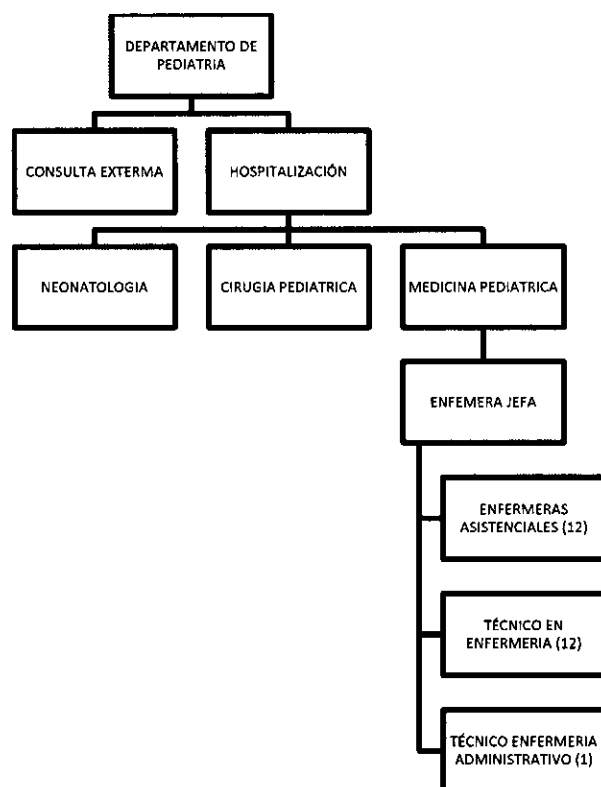 DEPARTAMENTO DE
PEDIATRIA
CONSULTA EXTERMA
HOSPITALIZACIÓN
NEONATOLOGIA
CIRUGIA PEDIATRICA
MEDICINA PEDIATRICA
ENFEMERA JEFA
ENFERMERAS
ASISTENCIALES (12)
TÉCNICO EN
ENFERMERIA (12)
TÉCNICO ENFERMERIA
ADMINISTRATIVO (1)